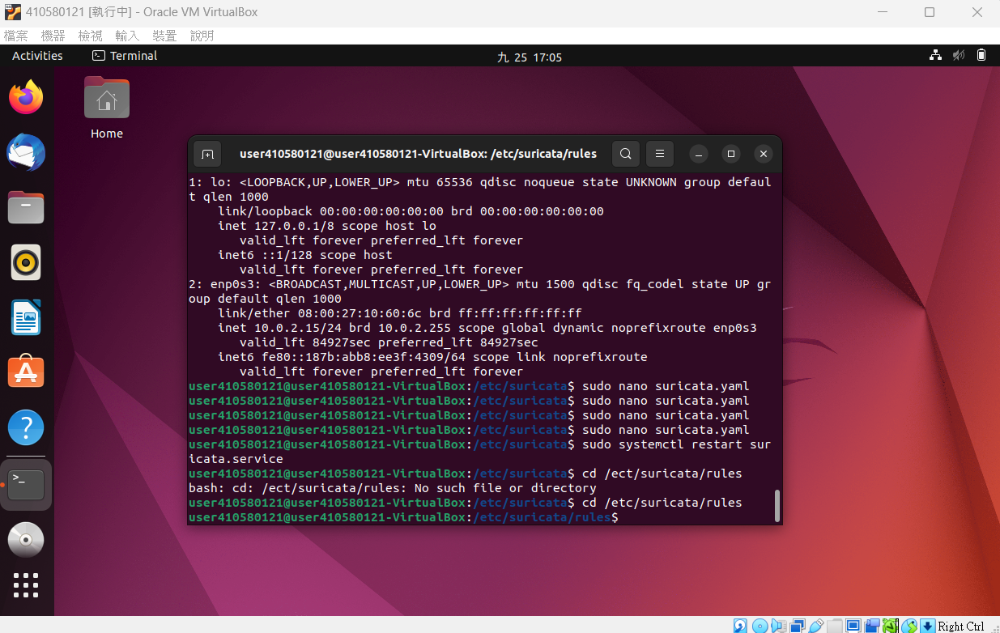 410580121 [執行中] - Oracle VM VirtualBox
檔案 機器 檢視 輸入 裝置 說明
Activities Terminal 九 25 17:05
Home
user410580121@user410580121-VirtualBox: /etc/suricata/rules
1: lo: <LOOPBACK,UP,LOWER_UP> mtu 65536 qdisc noqueue state UNKNOWN group defaul
t qlen 1000
    link/loopback 00:00:00:00:00:00 brd 00:00:00:00:00:00
    inet 127.0.0.1/8 scope host lo
       valid_lft forever preferred_lft forever
    inet6 ::1/128 scope host
       valid_lft forever preferred_lft forever
2: enp0s3: <BROADCAST,MULTICAST,UP,LOWER_UP> mtu 1500 qdisc fq_codel state UP gr
oup default qlen 1000
    link/ether 08:00:27:10:60:6c brd ff:ff:ff:ff:ff:ff
    inet 10.0.2.15/24 brd 10.0.2.255 scope global dynamic noprefixroute enp0s3
       valid_lft 84927sec preferred_lft 84927sec
    inet6 fe80::187b:abb8:ee3f:4309/64 scope link noprefixroute
       valid_lft forever preferred_lft forever
user410580121@user410580121-VirtualBox:/etc/suricata$ sudo nano suricata.yaml
user410580121@user410580121-VirtualBox:/etc/suricata$ sudo nano suricata.yaml
user410580121@user410580121-VirtualBox:/etc/suricata$ sudo nano suricata.yaml
user410580121@user410580121-VirtualBox:/etc/suricata$ sudo nano suricata.yaml
user410580121@user410580121-VirtualBox:/etc/suricata$ sudo systemctl restart sur
icata.service
user410580121@user410580121-VirtualBox:/etc/suricata$ cd /ect/suricata/rules
bash: cd: /ect/suricata/rules: No such file or directory
user410580121@user410580121-VirtualBox:/etc/suricata$ cd /etc/suricata/rules
user410580121@user410580121-VirtualBox:/etc/suricata/rules$
Right Ctrl